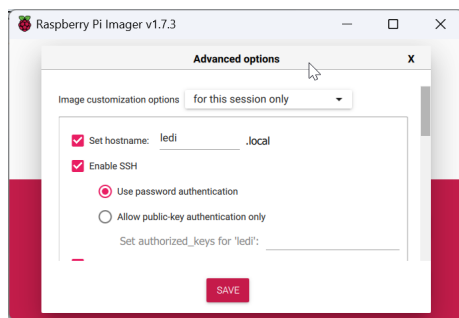 Raspberry Pi Imager v1.7.3
Advanced options X
Image customization options for this session only
Set hostname: ledi .local
Enable SSH
Use password authentication
Allow public-key authentication only
Set authorized_keys for 'ledi':
SAVE